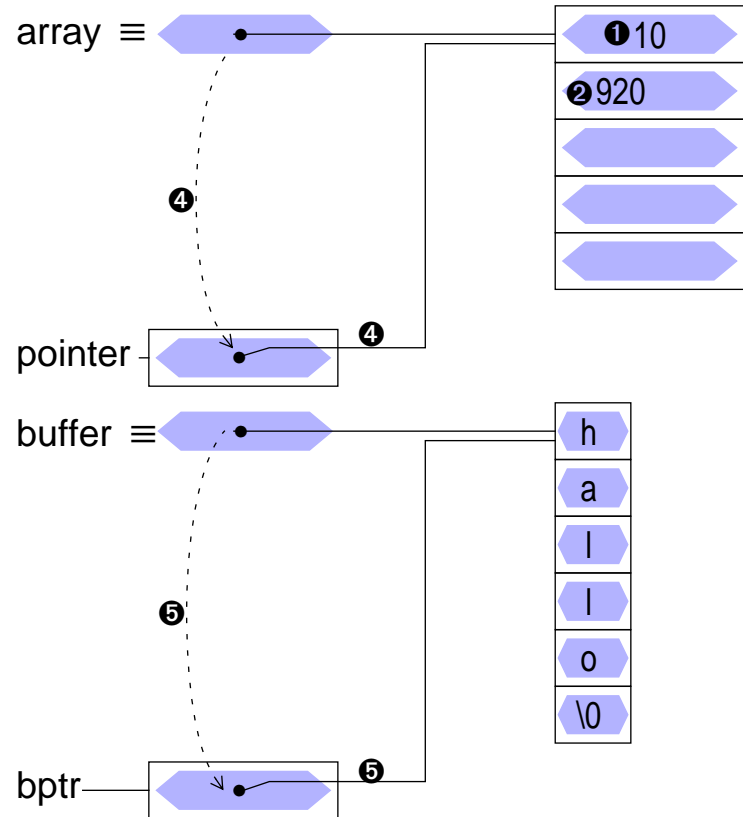 array ≡ ❶10
❷920
❹
pointer ❹
buffer ≡ h
a
l
l
❺ o
\0
bptr ❺